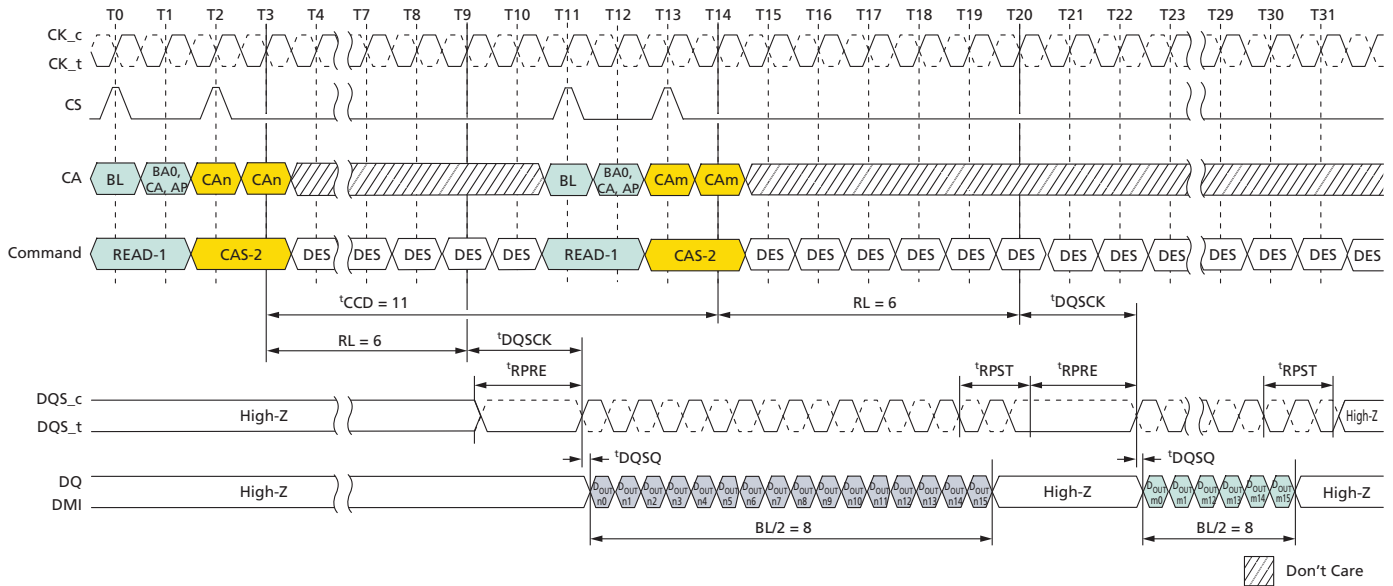 T0 T1 T2 T3 T4 T7 T8 T9 T10 T11 T12 T13 T14 T15 T16 T17 T18 T19 T20 T21 T22 T23 T29 T30 T31
CK_c
CK_t
CS
CA BL BA0, CA, AP CAn CAn BL BA0, CA, AP CAm CAm
Command READ-1 CAS-2 DES DES DES DES DES READ-1 CAS-2 DES DES DES DES DES DES DES DES DES DES DES DES DES
tCCD = 11 RL = 6 tDQSCK
RL = 6 tDQSCK
tRPRE tRPST tRPRE tRPST
DQS_c
DQS_t
High-Z High-Z
tDQSQ tDQSQ
DQ
DMI
High-Z DOUT n0 DOUT n1 DOUT n2 DOUT n3 DOUT n4 DOUT n5 DOUT n6 DOUT n7 DOUT n8 DOUT n9 DOUT n10 DOUT n11 DOUT n12 DOUT n13 DOUT n14 DOUT n15 High-Z DOUT m0 DOUT m1 DOUT m12 DOUT m13 DOUT m14 DOUT m15 High-Z
BL/2 = 8 BL/2 = 8
Don't Care